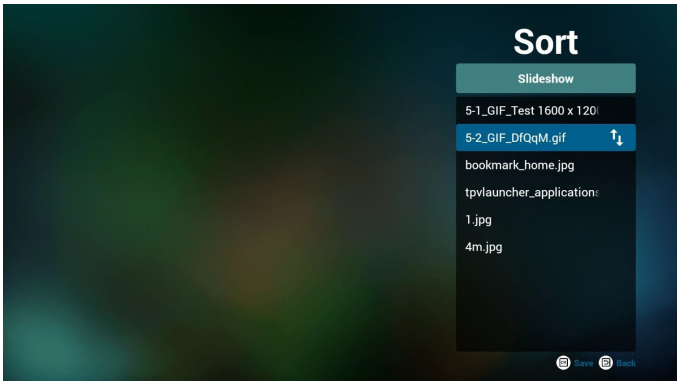 Sort
Slideshow
5-1_GIF_Test 1600 x 120
5-2_GIF_DfQqM.gif
bookmark_home.jpg
tpvlauncher_applications
1.jpg
4m.jpg
Save Back